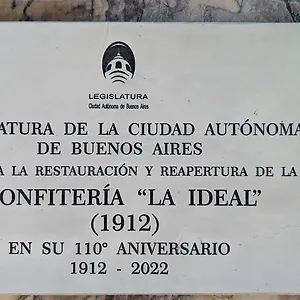 LEGISLATURA
Ciudad Autónoma de Buenos Aires
ATURA DE LA CIUDAD AUTÓNOMA
DE BUENOS AIRES
A LA RESTAURACIÓN Y REAPERTURA DE LA
ONFITERÍA “LA IDEAL”
(1912)
EN SU 110° ANIVERSARIO
1912 - 2022